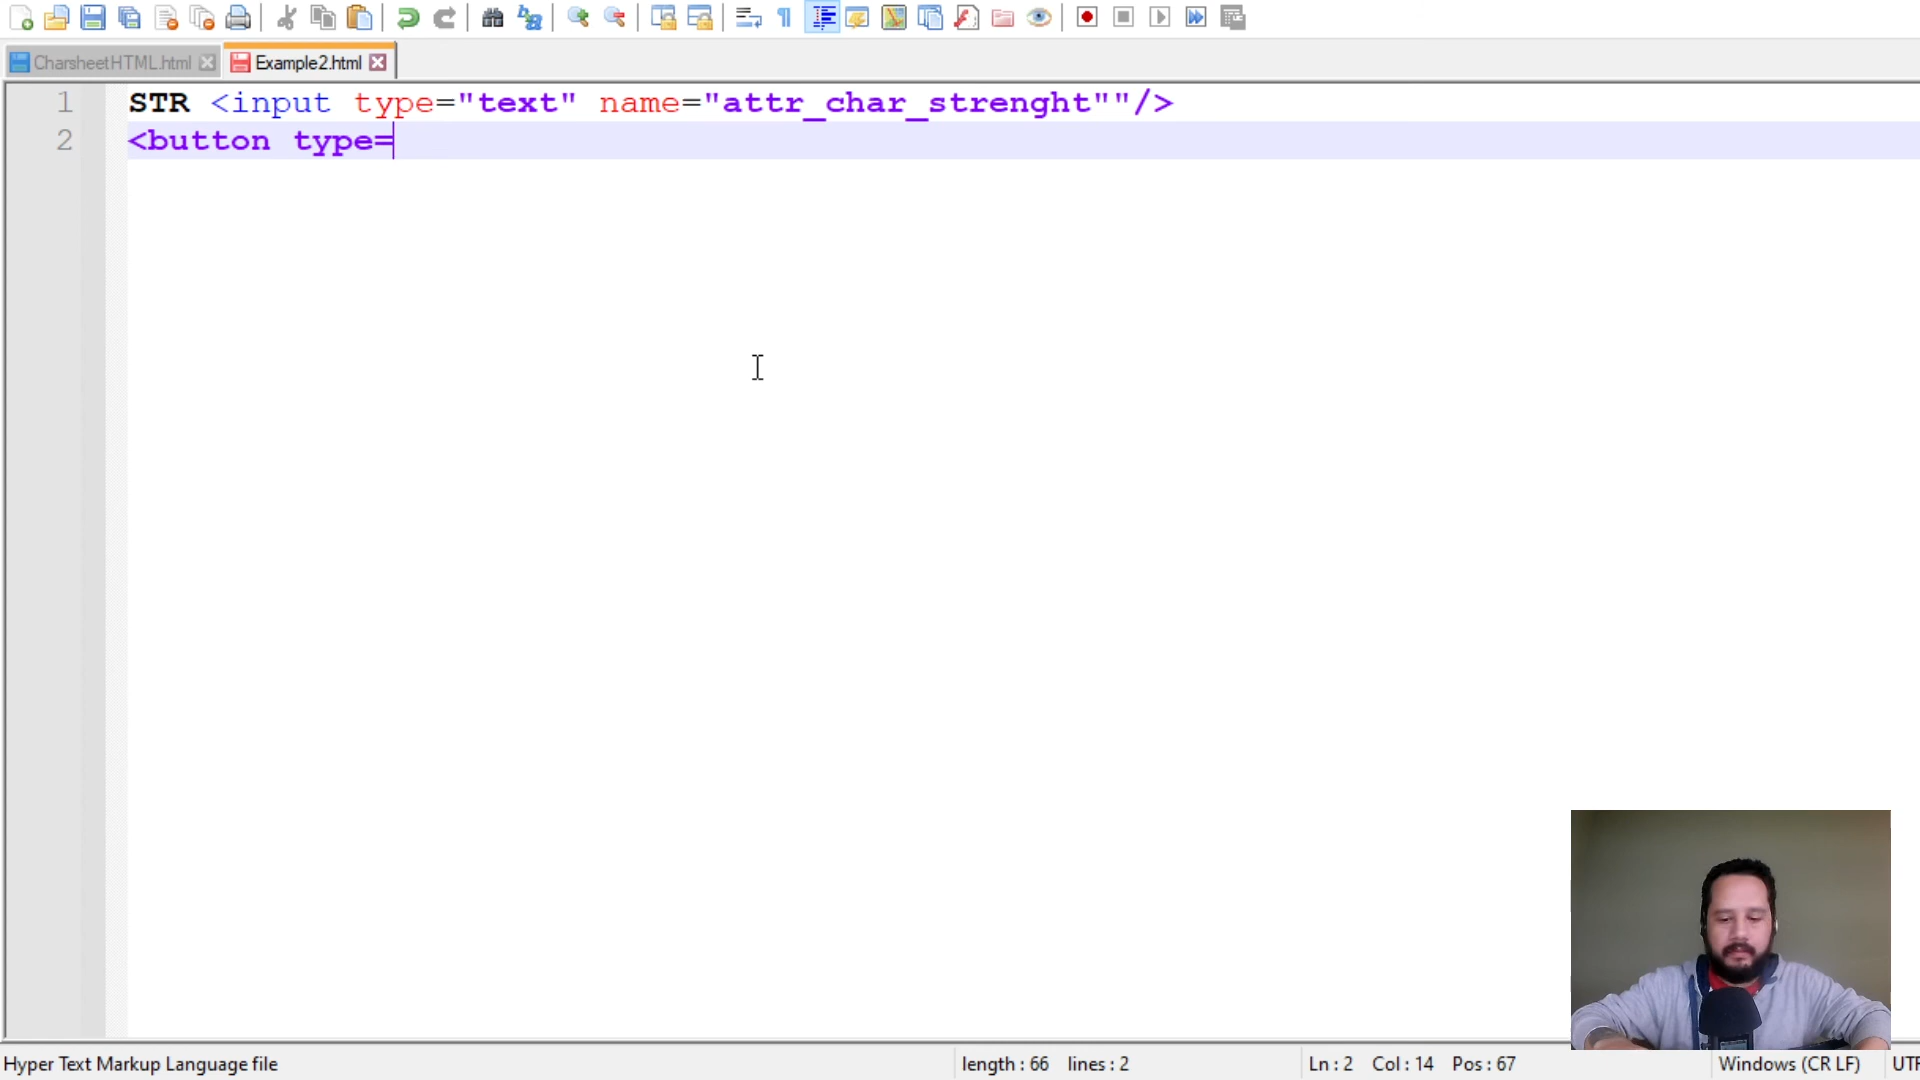 CharsheetHTML.html Example2.html
1 STR <input type="text" name="attr_char_strenght""/>
2 <button type=
Hyper Text Markup Language file length : 66 lines : 2 Ln : 2 Col : 14 Pos : 67 Windows (CR LF) UTF